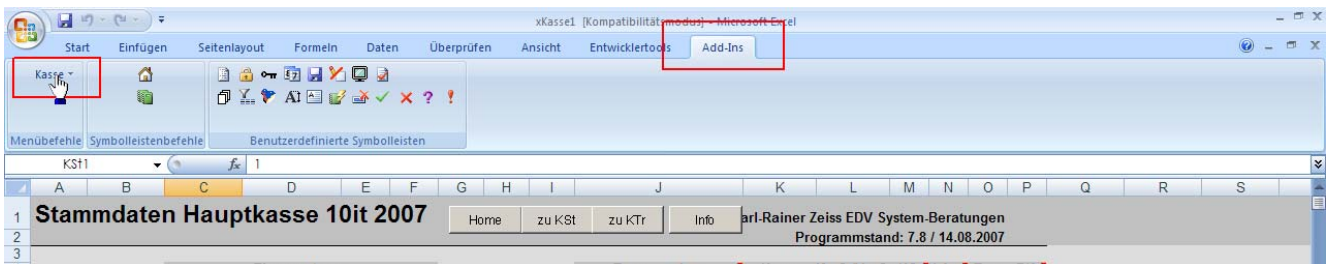 xKasse1 [Kompatibilitätsmodus] - Microsoft Excel
Start Einfügen Seitenlayout Formeln Daten Überprüfen Ansicht Entwicklertools Add-Ins
Kasse
Menübefehle Symbolleistenbefehle Benutzerdefinierte Symbolleisten
KSt1 fx 1
A B C D E F G H I J K L M N O P Q R S
1 Stammdaten Hauptkasse 10it 2007 Home zu KSt zu KTr Info arl-Rainer Zeiss EDV System-Beratungen
2 Programmstand: 7.8 / 14.08.2007
3